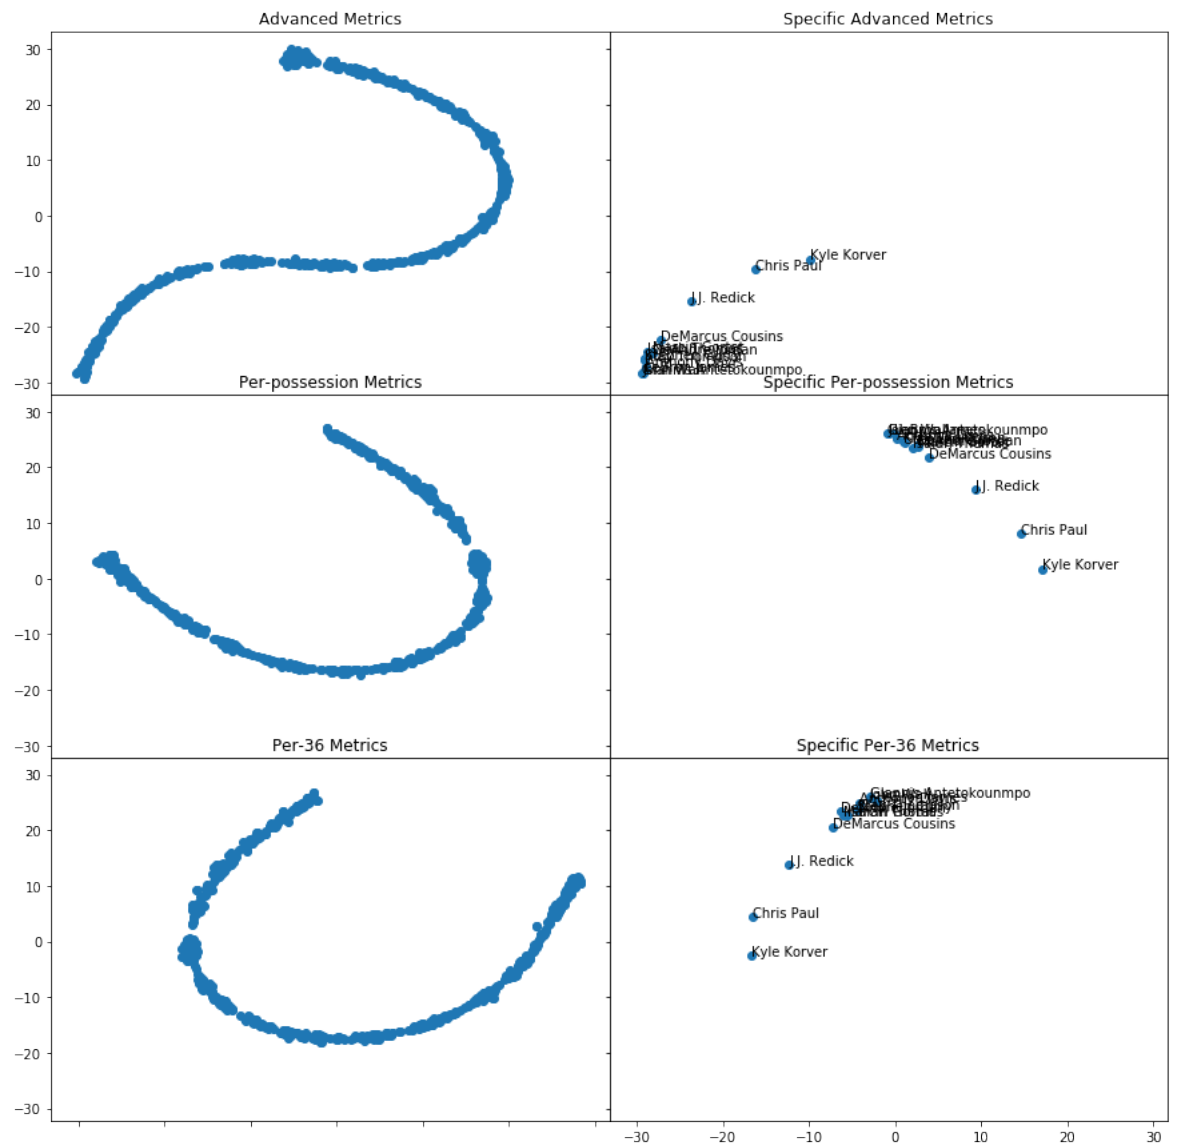 Advanced Metrics
Specific Advanced Metrics
30
20
10
0
−10
−20
−30
Kyle Korver
Chris Paul
J.J. Redick
DeMarcus Cousins
Per-possession Metrics
Specific Per-possession Metrics
30
20
10
0
−10
−20
−30
DeMarcus Cousins
J.J. Redick
Chris Paul
Kyle Korver
Per-36 Metrics
Specific Per-36 Metrics
30
20
10
0
−10
−20
−30
Antetokounmpo
DeMarcus Cousins
J.J. Redick
Chris Paul
Kyle Korver
−30
−20
−10
0
10
20
30